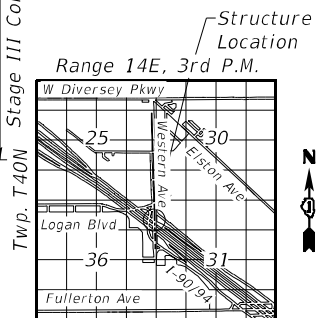 Structure
Location
Range 14E, 3rd P.M.
Twp. T40N
Stage III Co
W Diversey Pkwy
25
30
Western Ave
Elston Ave
Logan Blvd
36
31
I-90/94
Fullerton Ave
N